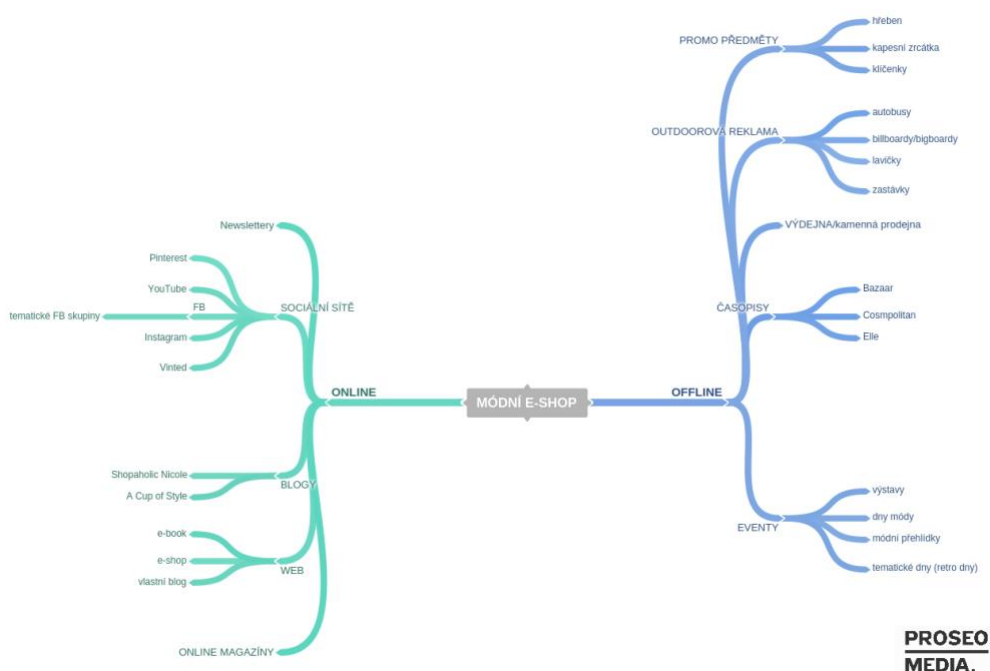 MÓDNÍ E-SHOP
ONLINE
Newslettery
SOCIÁLNÍ SÍTĚ
Pinterest
YouTube
FB
tematické FB skupiny
Instagram
Vinted
BLOGY
Shopaholic Nicole
A Cup of Style
WEB
e-book
e-shop
vlastní blog
ONLINE MAGAZÍNY
OFFLINE
PROMO PŘEDMĚTY
hřeben
kapesní zrcátka
klíčenky
OUTDOOROVÁ REKLAMA
autobusy
billboardy/bigboardy
lavičky
zastávky
VÝDEJNA/kamenná prodejna
ČASOPISY
Bazaar
Cosmpolitan
Elle
EVENTY
výstavy
dny módy
módní přehlídky
tematické dny (retro dny)
PROSEO
MEDIA.